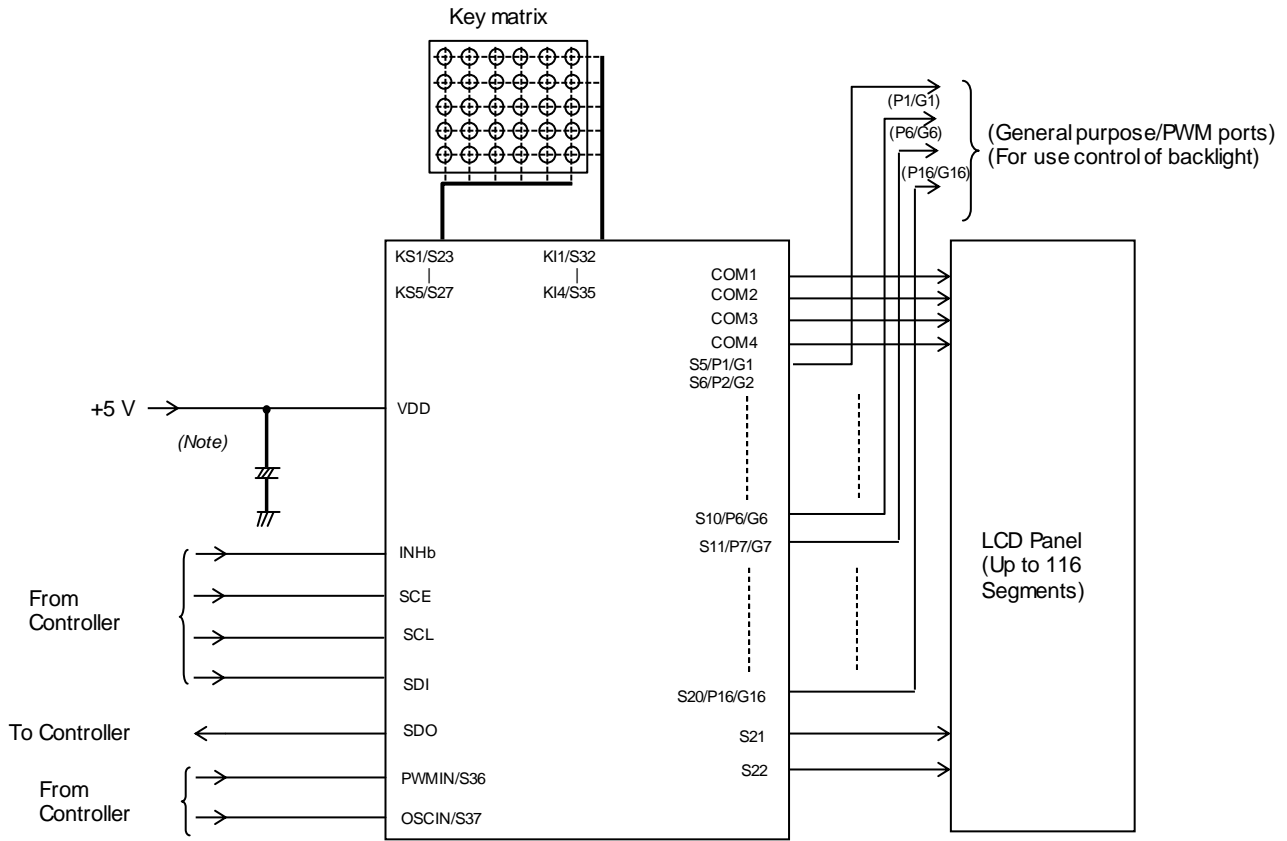 Key matrix
(P1/G1)
(P6/G6)
(P16/G16)
(General purpose/PWM ports)
(For use control of backlight)
KS1/S23
|
KS5/S27
KI1/S32
|
KI4/S35
COM1
COM2
COM3
COM4
S5/P1/G1
S6/P2/G2
+5 V
(Note)
VDD
S10/P6/G6
S11/P7/G7
LCD Panel
(Up to 116
Segments)
From
Controller
INHb
SCE
SCL
SDI
S20/P16/G16
To Controller
SDO
S21
S22
From
Controller
PWMIN/S36
OSCIN/S37